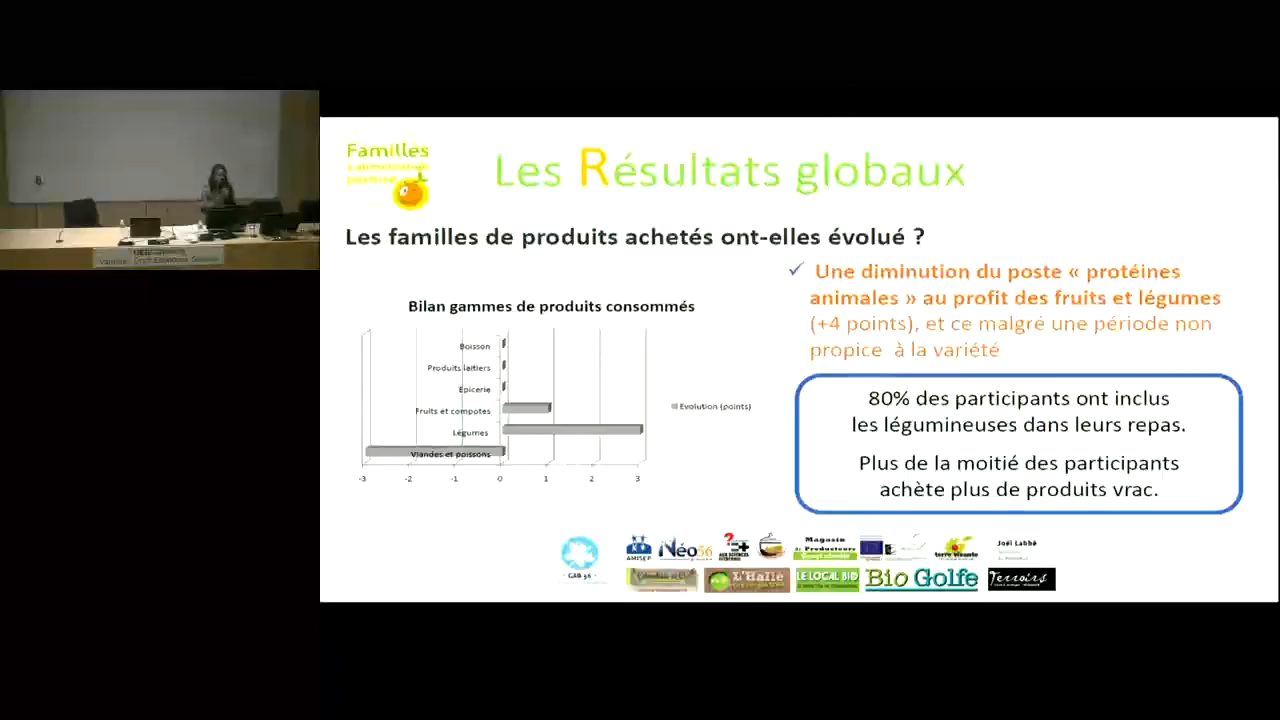 Familles
à alimentation
positive
Les Résultats globaux
Les familles de produits achetés ont-elles évolué ?
Bilan gammes de produits consommés
Boisson
Produits laitiers
Epicerie
Fruits et compotes
Légumes
Viandes et poissons
-3 -2 -1 0 1 2 3
Evolution (points)
✓ Une diminution du poste « protéines
animales » au profit des fruits et légumes
(+4 points), et ce malgré une période non
propice à la variété
80% des participants ont inclus
les légumineuses dans leurs repas.
Plus de la moitié des participants
achète plus de produits vrac.
GAB 56
AMISEP
Néo56
Magasin
de Producteurs
terre vivante
Joël Labbé
L'Halle
LE LOCAL BIO
Bio Golfe
Terroirs